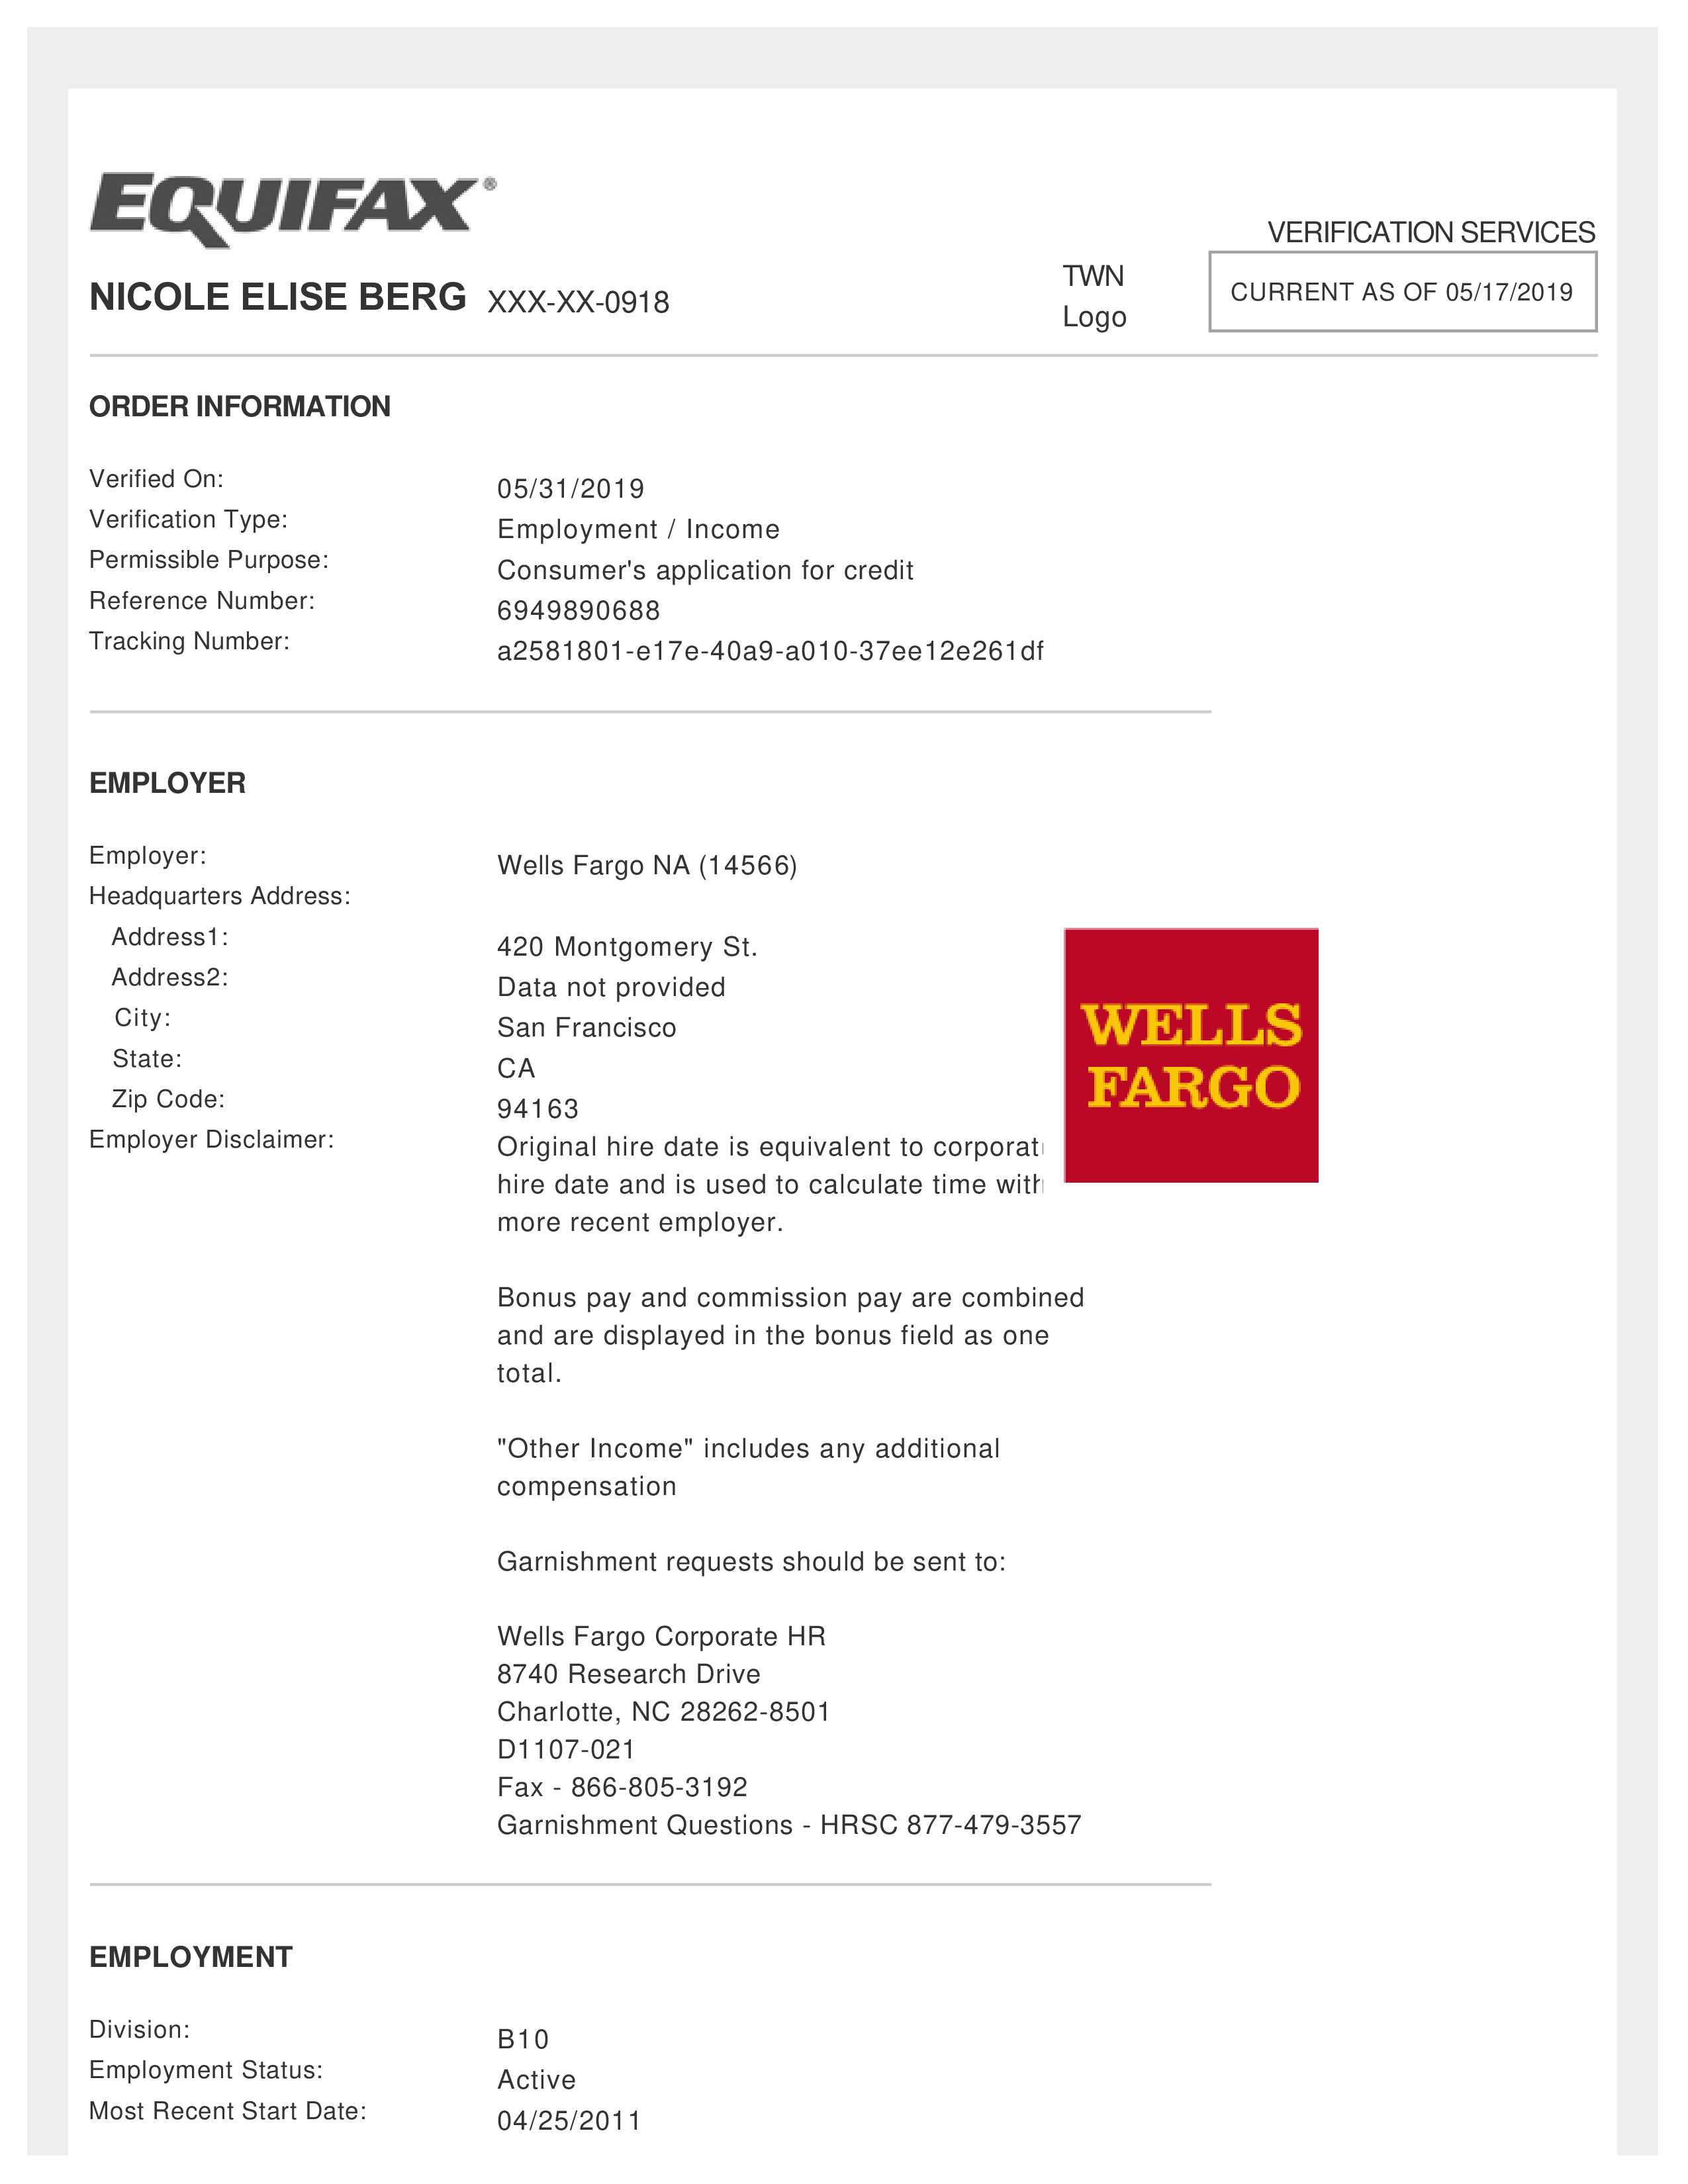 EQUIFAX®
VERIFICATION SERVICES
NICOLE ELISE BERG XXX-XX-0918
TWN
Logo
CURRENT AS OF 05/17/2019
ORDER INFORMATION
Verified On: 05/31/2019
Verification Type: Employment / Income
Permissible Purpose: Consumer's application for credit
Reference Number: 6949890688
Tracking Number: a2581801-e17e-40a9-a010-37ee12e261df
EMPLOYER
Employer: Wells Fargo NA (14566)
Headquarters Address:
Address1: 420 Montgomery St.
Address2: Data not provided
City: San Francisco
State: CA
Zip Code: 94163
WELLS
FARGO
Employer Disclaimer: Original hire date is equivalent to
hire date and is used to calculate time
more recent employer.
Bonus pay and commission pay are combined
and are displayed in the bonus field as one
total.
"Other Income" includes any additional
compensation
Garnishment requests should be sent to:
Wells Fargo Corporate HR
8740 Research Drive
Charlotte, NC 28262-8501
D1107-021
Fax - 866-805-3192
Garnishment Questions - HRSC 877-479-3557
EMPLOYMENT
Division: B10
Employment Status: Active
Most Recent Start Date: 04/25/2011